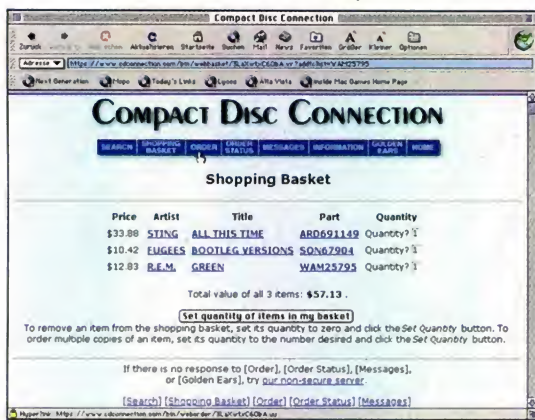 Compact Disc Connection
Zurück Aktualisieren Startseite Suchen Mail News Favoriten Größer Kleiner Optionen
Adresse
Next Generation Hope Today's Links Lycos Alta Vista Inside Mac Games Home Page
COMPACT DISC CONNECTION
SEARCH SHOPPING BASKET ORDER ORDER STATUS MESSAGES INFORMATION GOLDEN EARS HOME
Shopping Basket
Price Artist Title Part Quantity
$33.88 STING ALL THIS TIME ARD691149 Quantity? 1
$10.42 FUGEES BOOTLEG VERSIONS SON67904 Quantity? 1
$12.83 R.E.M. GREEN WAM25795 Quantity? 1
Total value of all 3 items: $57.13 .
Set quantity of items in my basket
To remove an item from the shopping basket, set its quantity to zero and click the Set Quantity button. To
order multiple copies of an item, set its quantity to the number desired and click the Set Quantity button.
If there is no response to [Order], [Order Status], [Messages],
or [Golden Ears], try our non-secure server.
[Search] [Shopping Basket] [Order] [Order Status] [Messages]